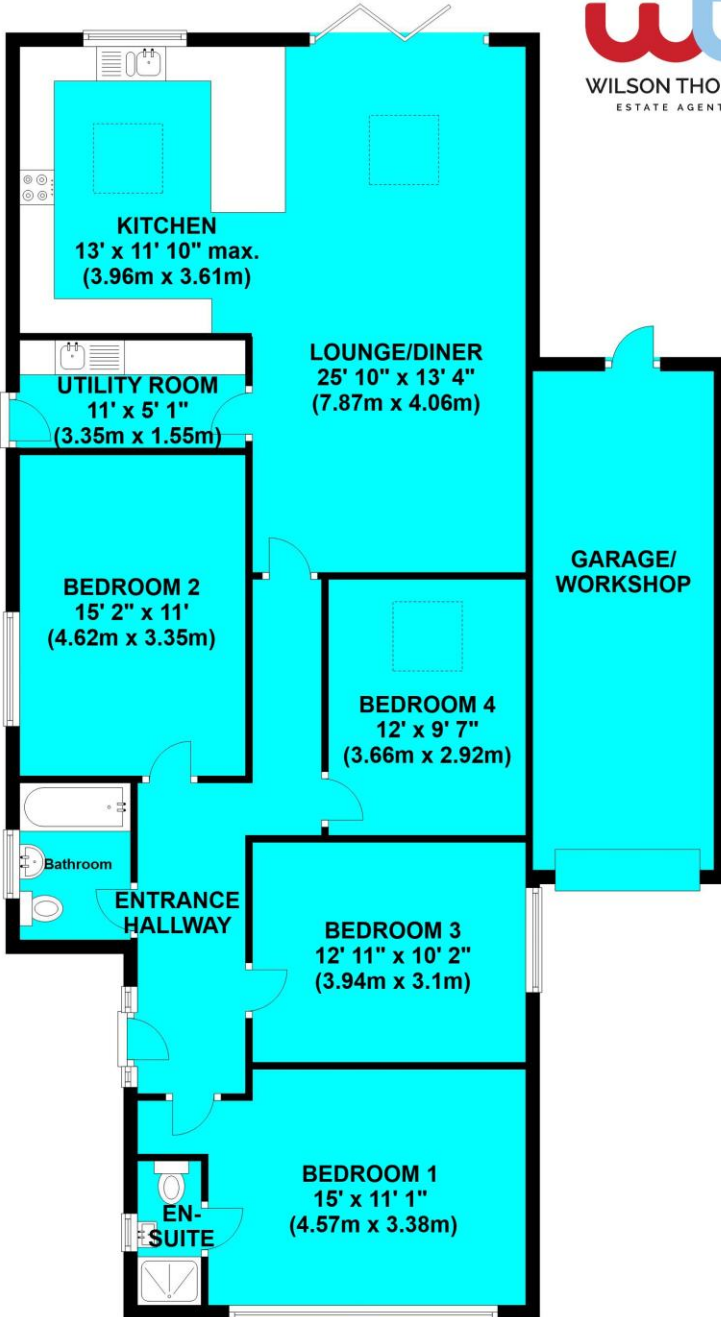 WILSON THO
ESTATE AGENT
KITCHEN
13' x 11' 10" max.
(3.96m x 3.61m)
LOUNGE/DINER
25' 10" x 13' 4"
(7.87m x 4.06m)
UTILITY ROOM
11' x 5' 1"
(3.35m x 1.55m)
GARAGE/
WORKSHOP
BEDROOM 2
15' 2" x 11'
(4.62m x 3.35m)
BEDROOM 4
12' x 9' 7"
(3.66m x 2.92m)
Bathroom
ENTRANCE
HALLWAY
BEDROOM 3
12' 11" x 10' 2"
(3.94m x 3.1m)
BEDROOM 1
15' x 11' 1"
(4.57m x 3.38m)
EN-
SUITE